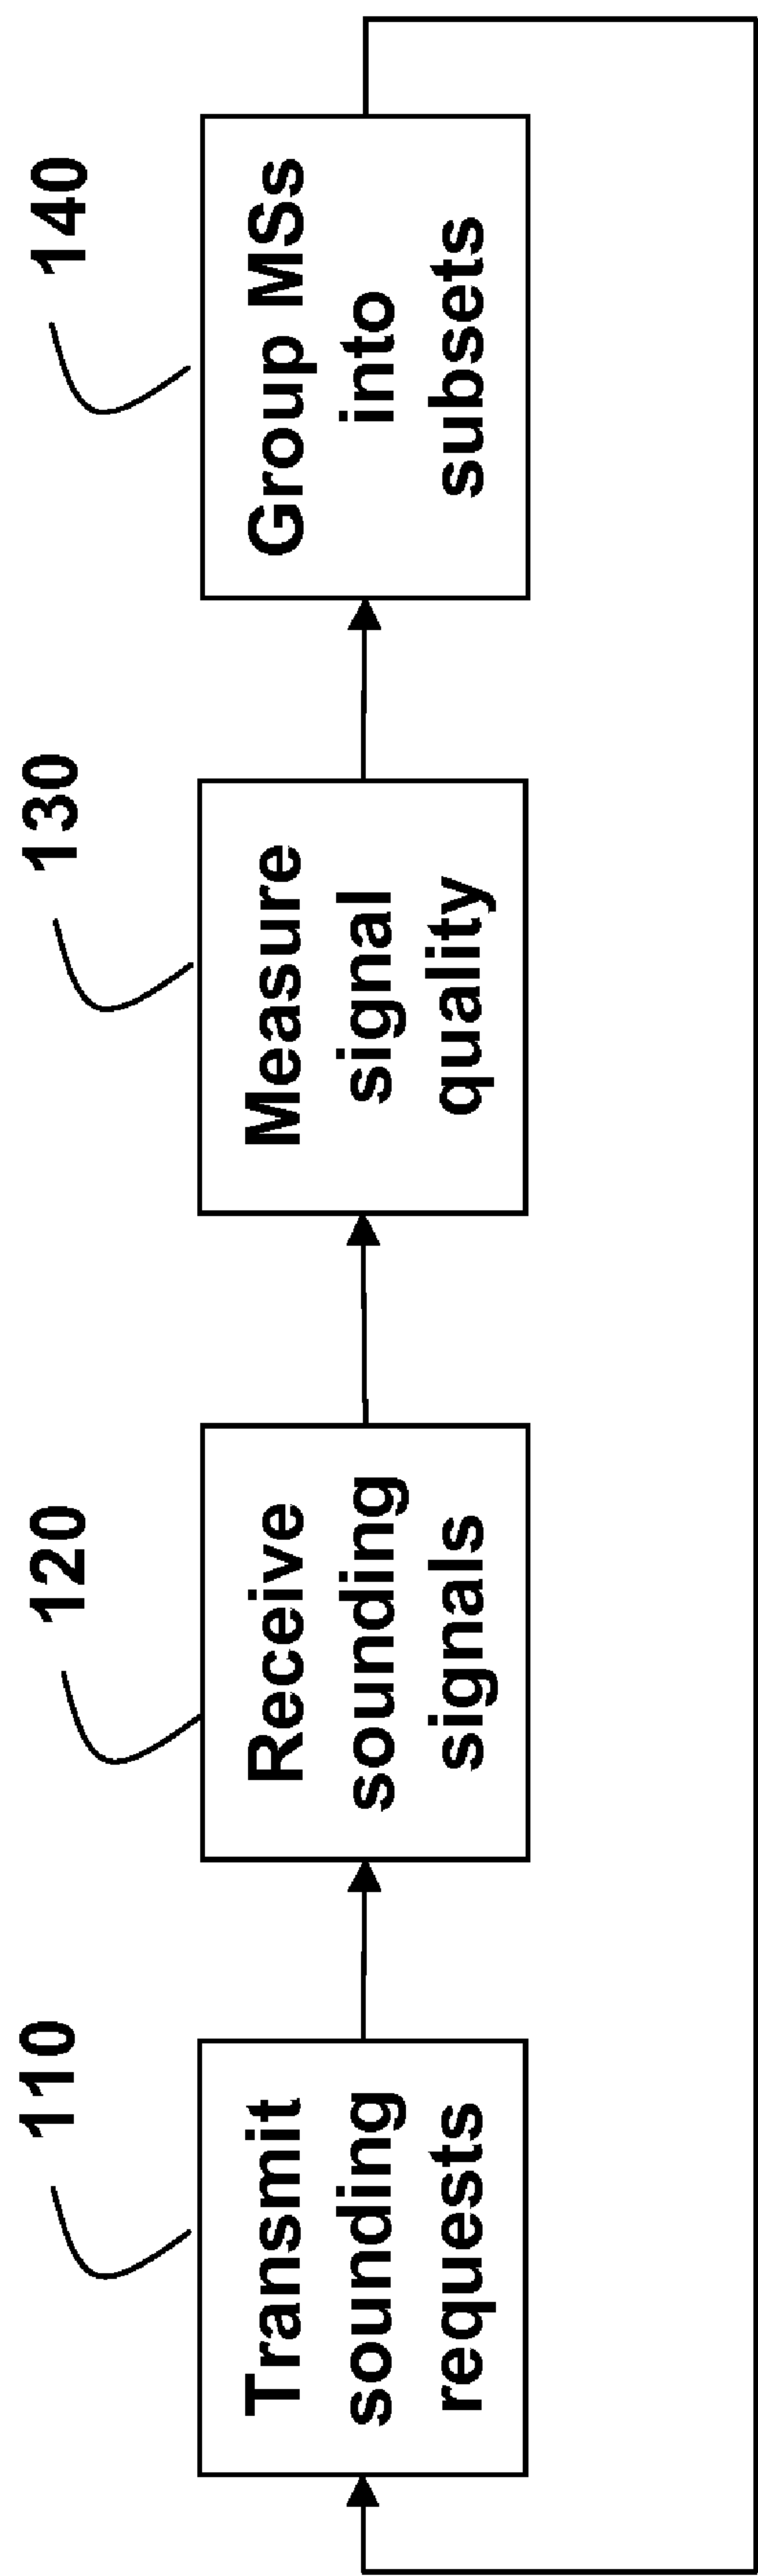 110
Transmit
sounding
requests
120
Receive
sounding
signals
130
Measure
signal
quality
140
Group MSs
into
subsets